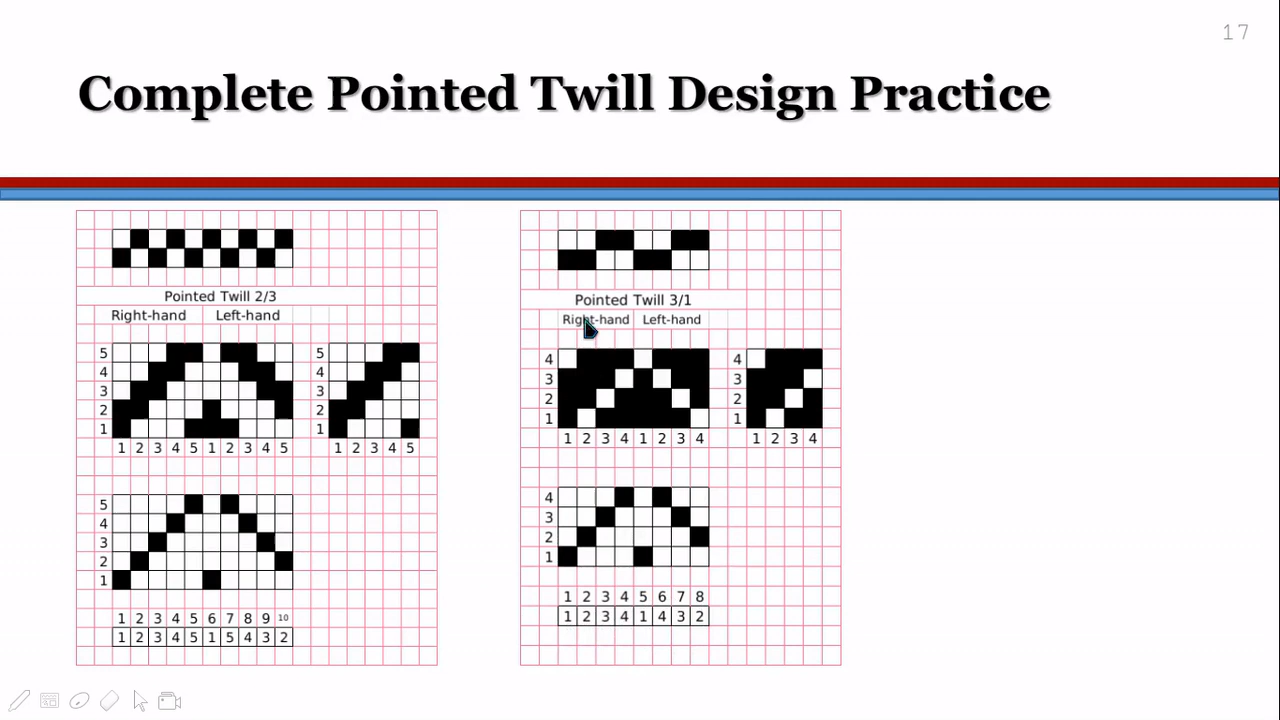 17
Complete Pointed Twill Design Practice
Pointed Twill 2/3
Right-hand Left-hand
5 5
4 4
3 3
2 2
1 1
1 2 3 4 5 1 2 3 4 5 1 2 3 4 5
5
4
3
2
1
1 2 3 4 5 6 7 8 9 10
1 2 3 4 5 1 5 4 3 2
Pointed Twill 3/1
Right-hand Left-hand
4 4
3 3
2 2
1 1
1 2 3 4 1 2 3 4 1 2 3 4
4
3
2
1
1 2 3 4 5 6 7 8
1 2 3 4 1 4 3 2